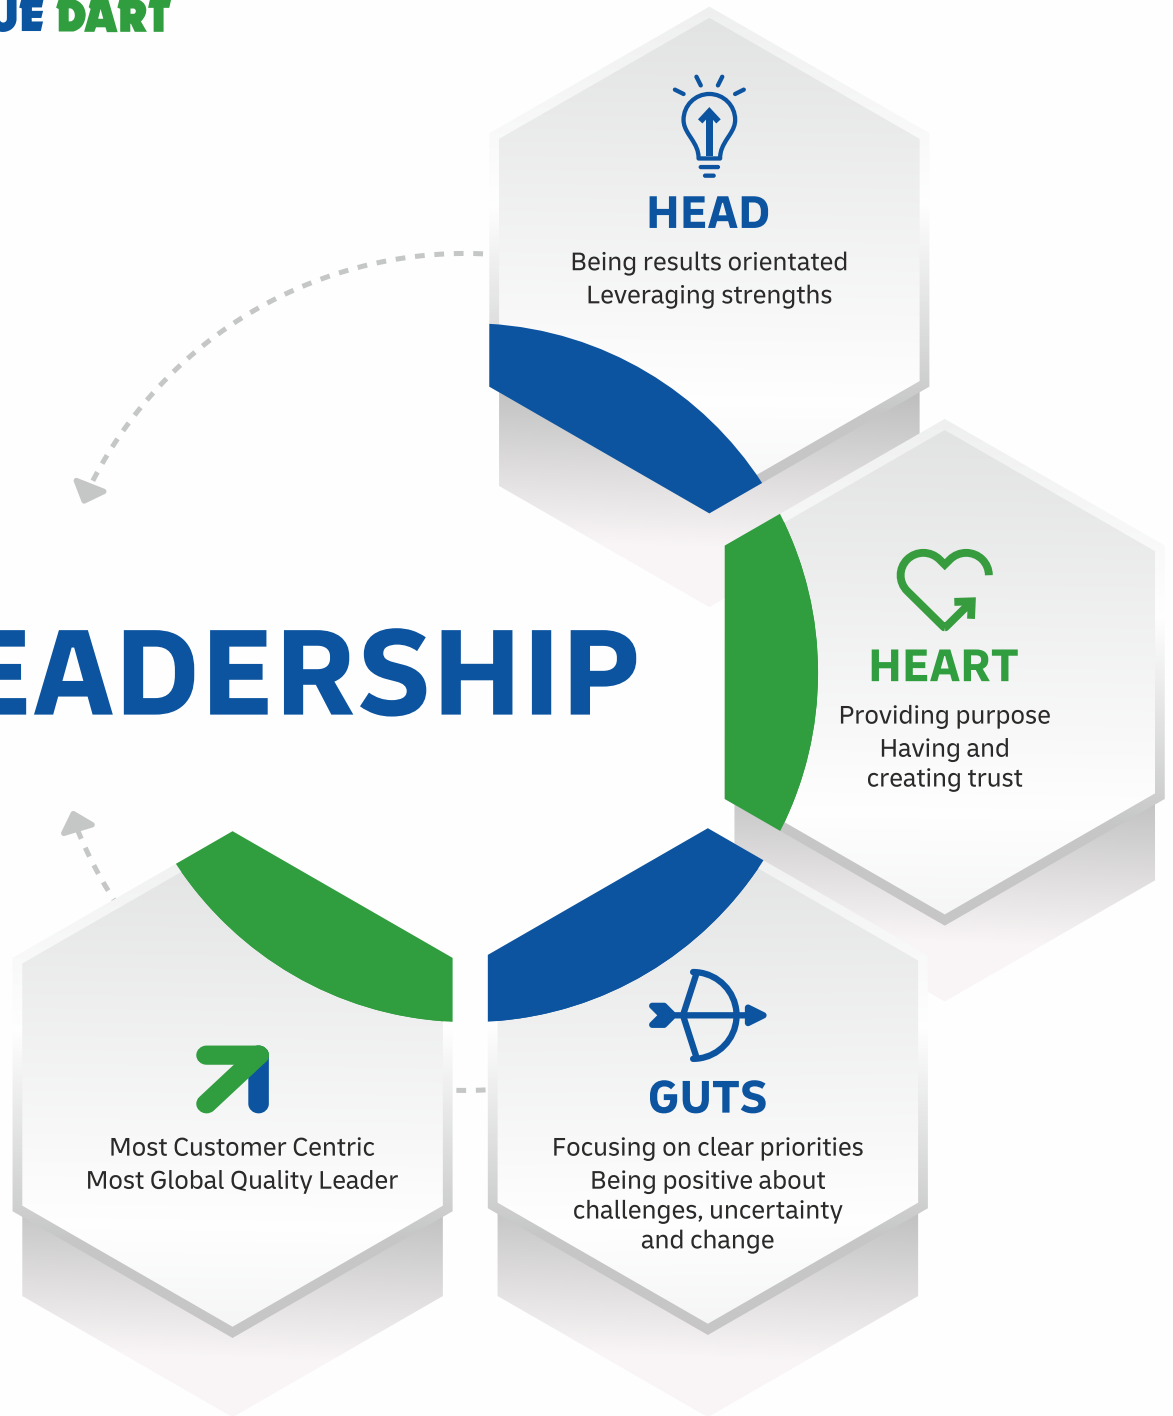 UE DART
HEAD
Being results orientated
Leveraging strengths
EADERSHIP
HEART
Providing purpose
Having and
creating trust
GUTS
Focusing on clear priorities
Being positive about
challenges, uncertainty
and change
Most Customer Centric
Most Global Quality Leader